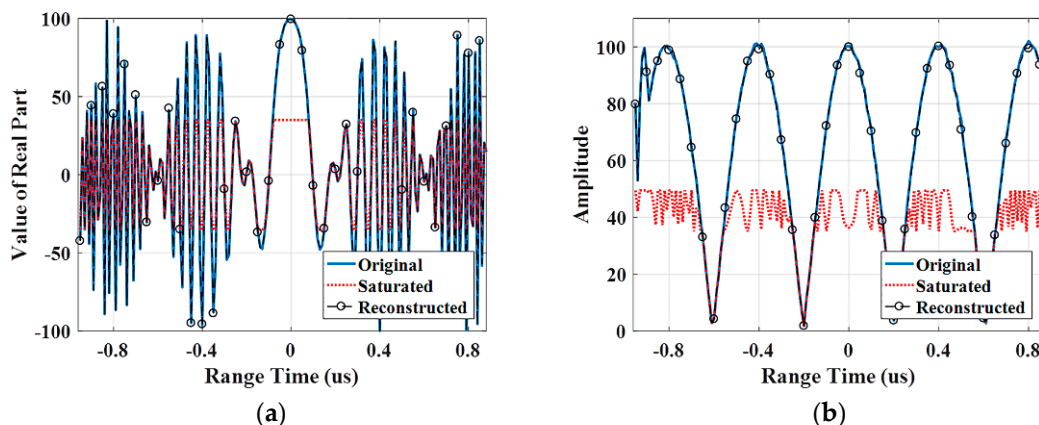 100
50
0
-50
-100
Value of Real Part
-0.8
-0.4
0
0.4
0.8
Range Time (us)
Original
Saturated
Reconstructed
(a)
100
80
60
40
20
0
Amplitude
-0.8
-0.4
0
0.4
0.8
Range Time (us)
Original
Saturated
Reconstructed
(b)